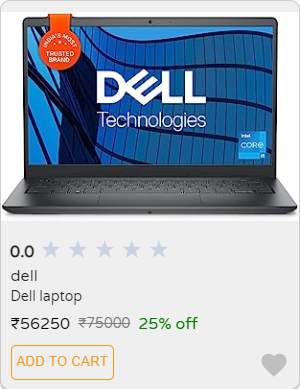 INDIA'S MOST
TRUSTED
BRAND
DELL
Technologies
intel
CORE
i5
0.0
dell
Dell laptop
₹56250 ₹75000 25% off
ADD TO CART